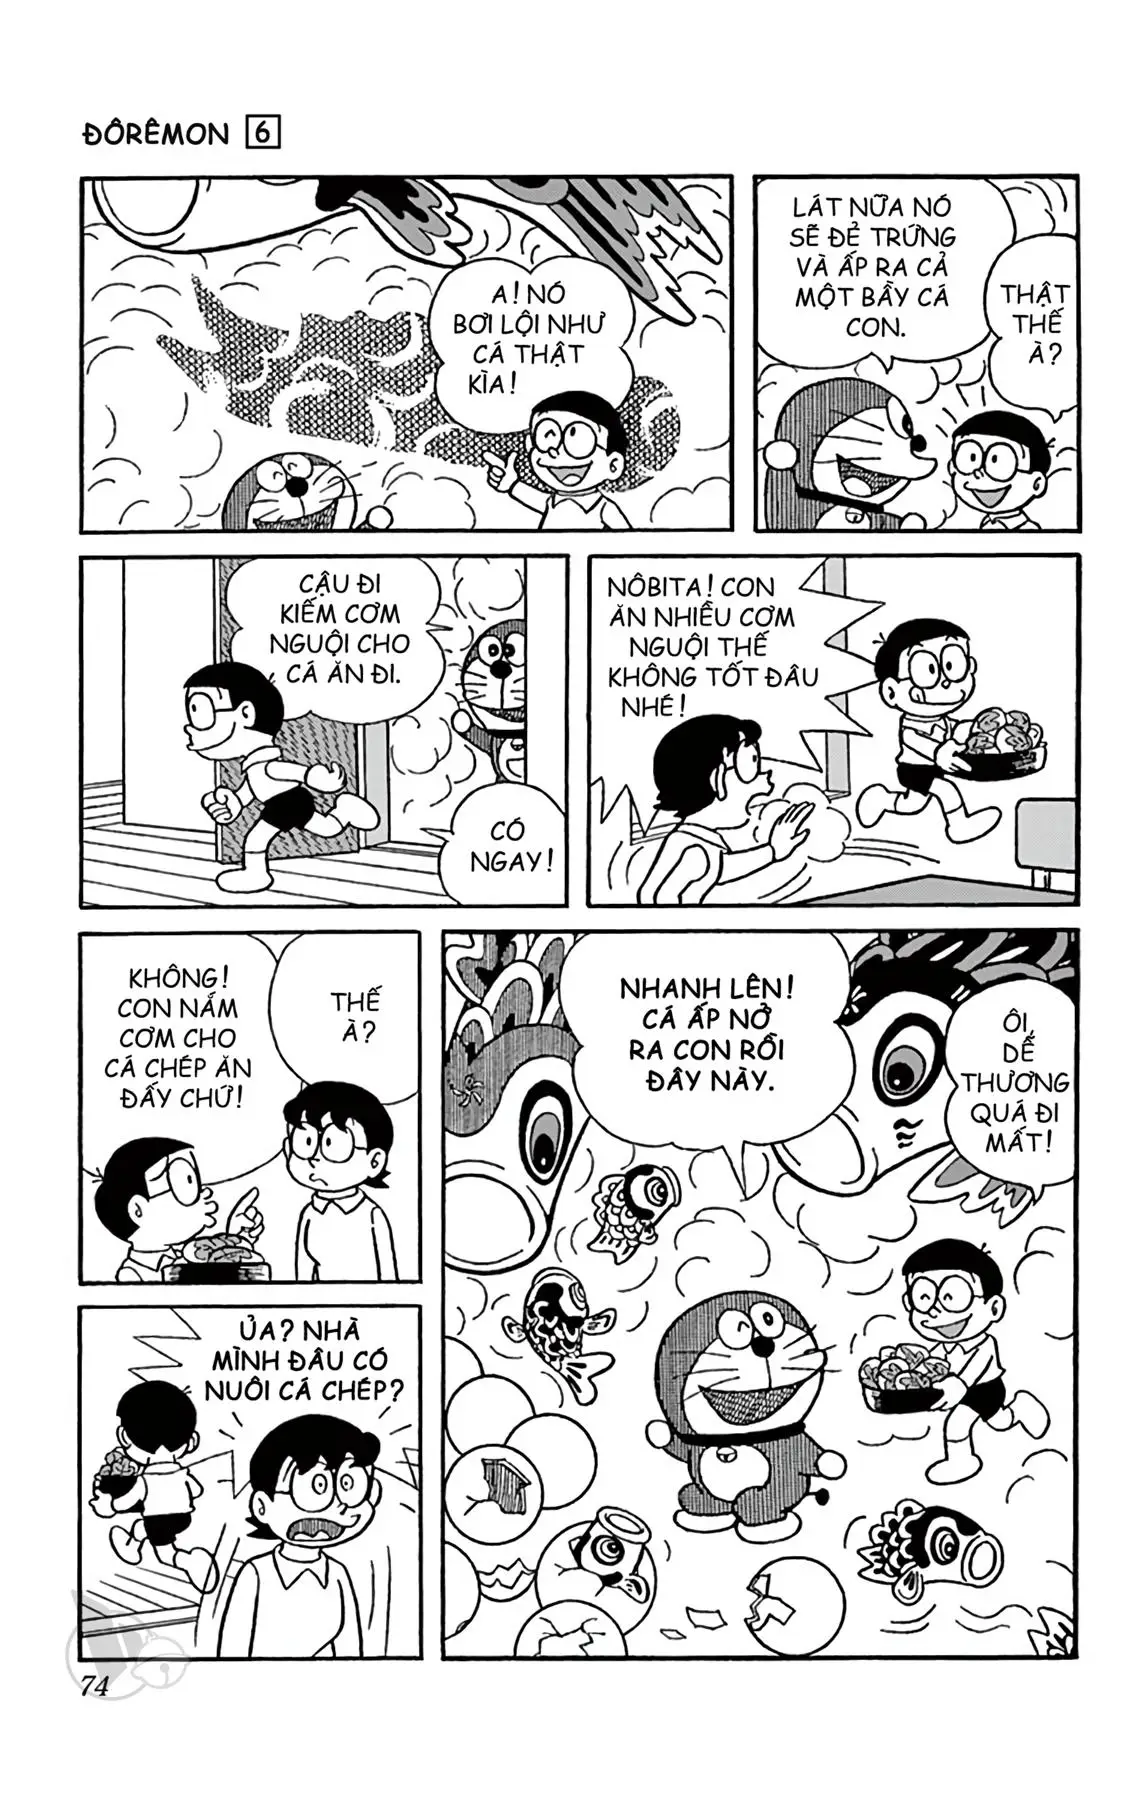 ĐÔRÊMON 6
A! NÓ
BƠI LỘI NHƯ
CÁ THẬT
KÌA!
LÁT NỮA NÓ
SẼ ĐẺ TRỨNG
VÀ ẤP RA CẢ
MỘT BẦY CÁ
CON.
THẬT
THẾ
À?
CẬU ĐI
KIẾM CƠM
NGUỘI CHO
CÁ ĂN ĐI.
CÓ
NGAY!
NÔBITA! CON
ĂN NHIỀU CƠM
NGUỘI THẾ
KHÔNG TỐT ĐÂU
NHÉ!
KHÔNG!
CON NẮM
CƠM CHO
CÁ CHÉP ĂN
ĐẤY CHỨ!
THẾ
À?
ỦA? NHÀ
MÌNH ĐÂU CÓ
NUÔI CÁ CHÉP?
NHANH LÊN!
CÁ ẤP NỞ
RA CON RỒI
ĐÂY NÀY.
ÔI,
DỄ
THƯƠNG
QUÁ ĐI
MẤT!
74